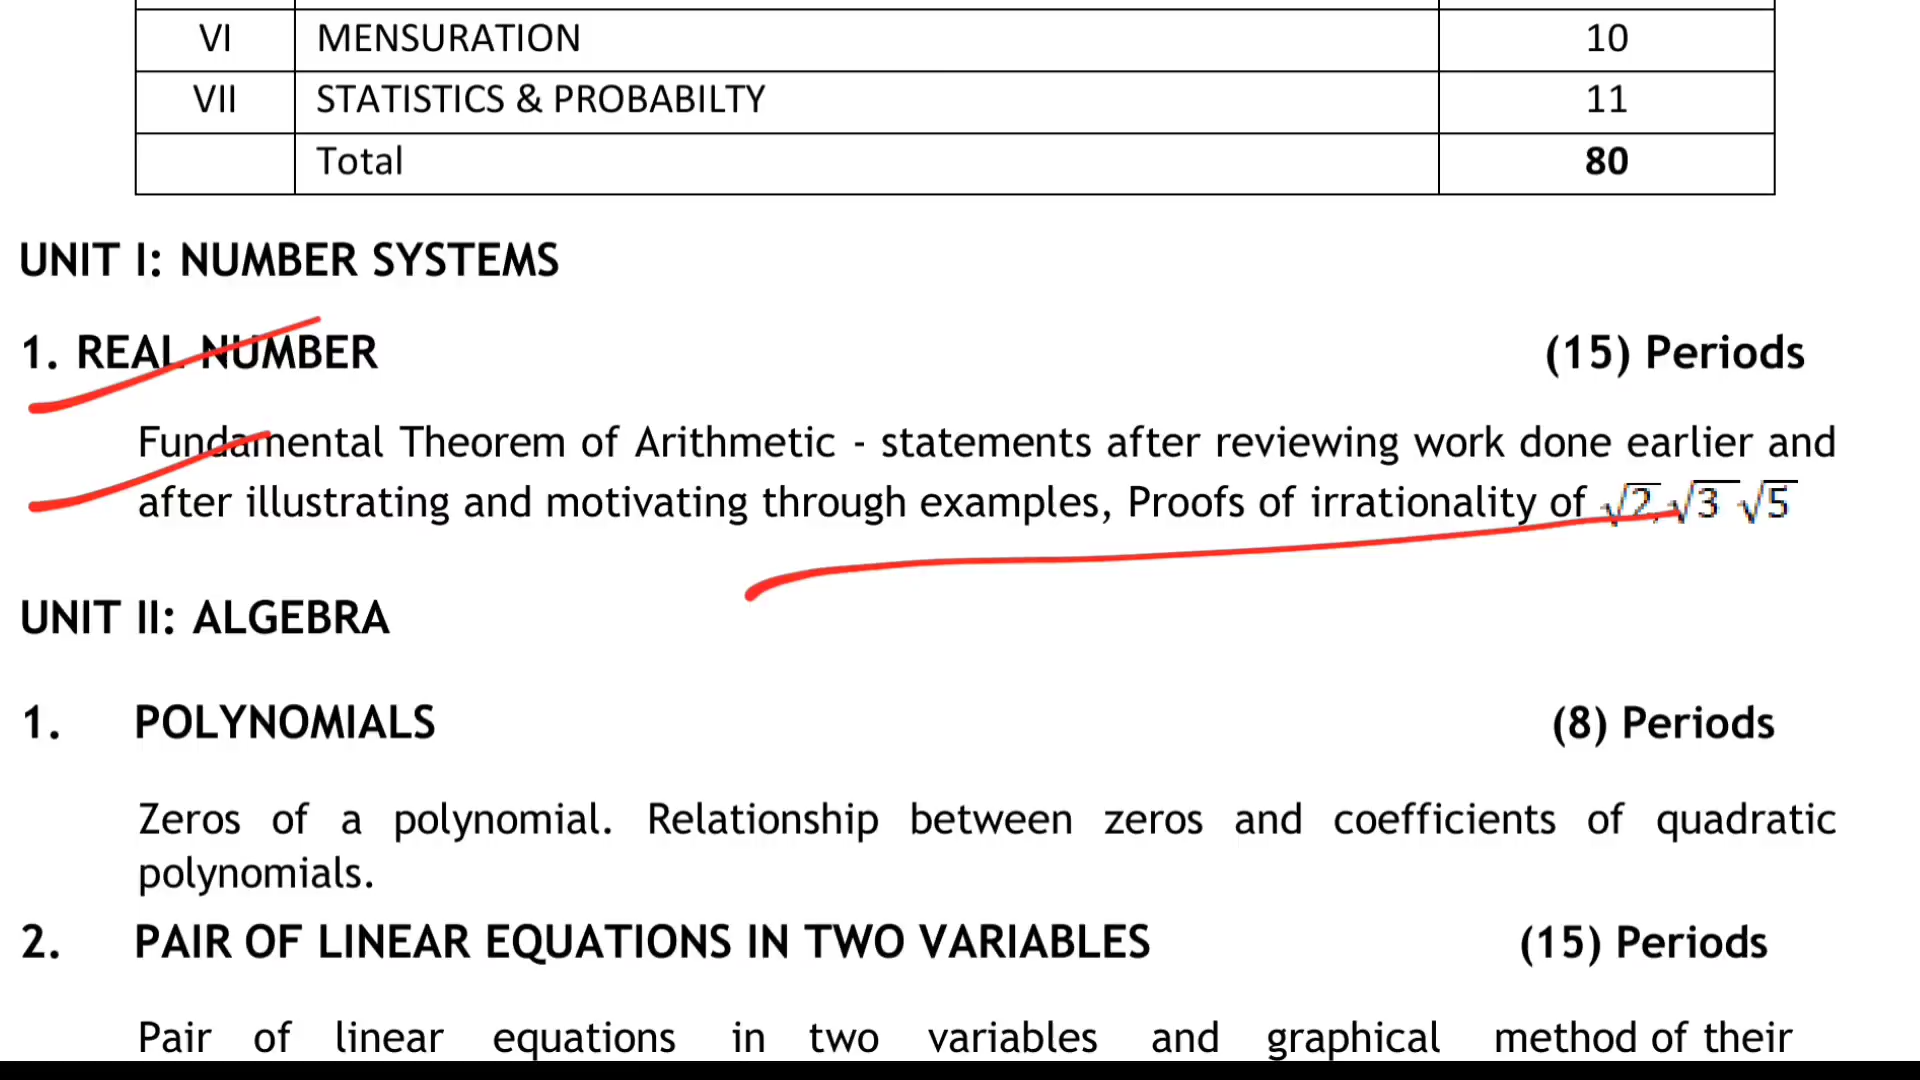 VI MENSURATION 10
VII STATISTICS & PROBABILTY 11
Total 80
UNIT I: NUMBER SYSTEMS
1. REAL NUMBER (15) Periods
Fundamental Theorem of Arithmetic - statements after reviewing work done earlier and
after illustrating and motivating through examples, Proofs of irrationality of √2, √3 √5
UNIT II: ALGEBRA
1. POLYNOMIALS (8) Periods
Zeros of a polynomial. Relationship between zeros and coefficients of quadratic
polynomials.
2. PAIR OF LINEAR EQUATIONS IN TWO VARIABLES (15) Periods
Pair of linear equations in two variables and graphical method of their